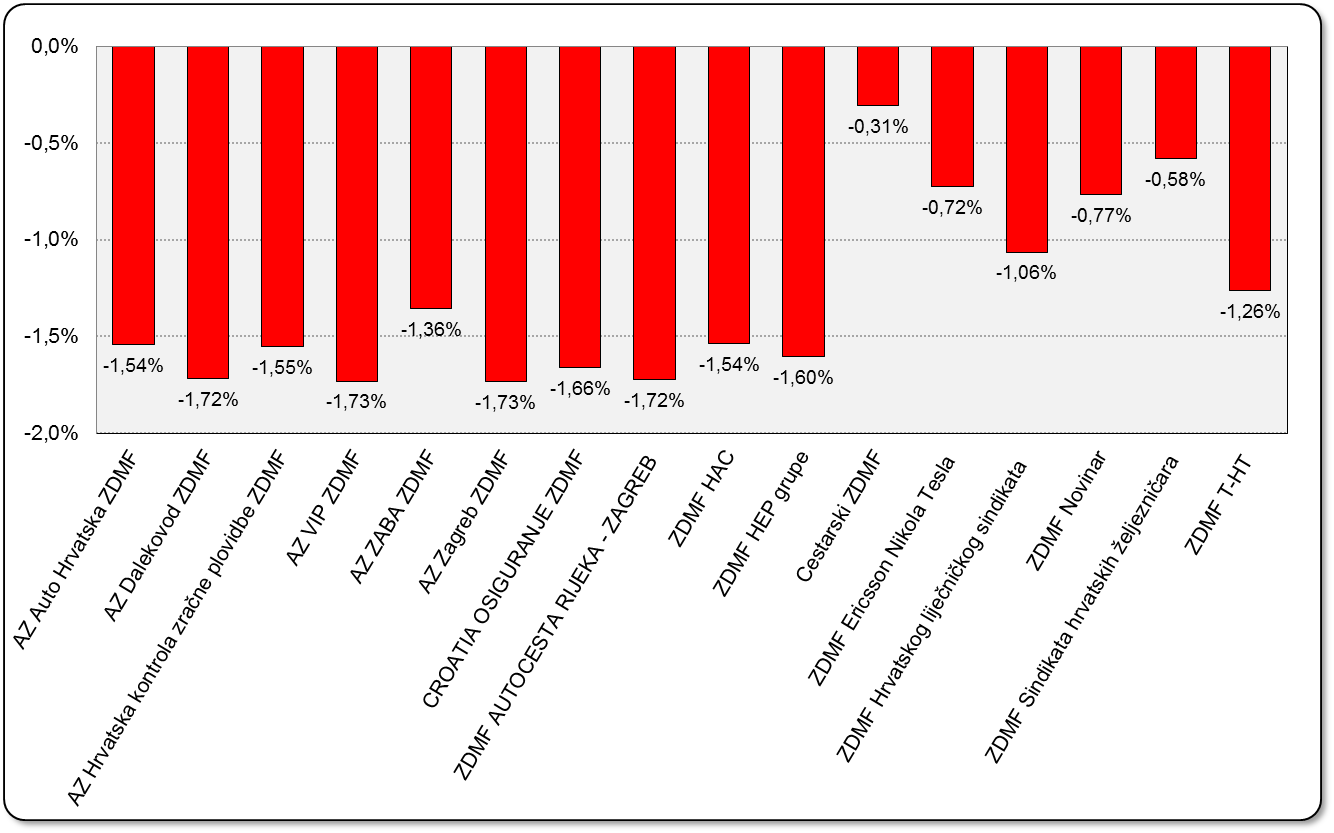 0,0%
-0,5%
-1,0%
-1,5%
-2,0%
-1,54%
-1,72%
-1,55%
-1,73%
-1,36%
-1,73%
-1,66%
-1,72%
-1,54%
-1,60%
-0,31%
-0,72%
-1,06%
-0,77%
-0,58%
-1,26%
AZ Auto Hrvatska ZDMF
AZ Dalekovod ZDMF
AZ Hrvatska kontrola zračne plovidbe ZDMF
AZ VIP ZDMF
AZ ZABA ZDMF
AZ Zagreb ZDMF
CROATIA OSIGURANJE ZDMF
ZDMF AUTOCESTA RIJEKA - ZAGREB
ZDMF HAC
ZDMF HEP grupe
Cestarski ZDMF
ZDMF Ericsson Nikola Tesla
ZDMF Hrvatskog liječničkog sindikata
ZDMF Novinar
ZDMF Sindikata hrvatskih željezničara
ZDMF T-HT